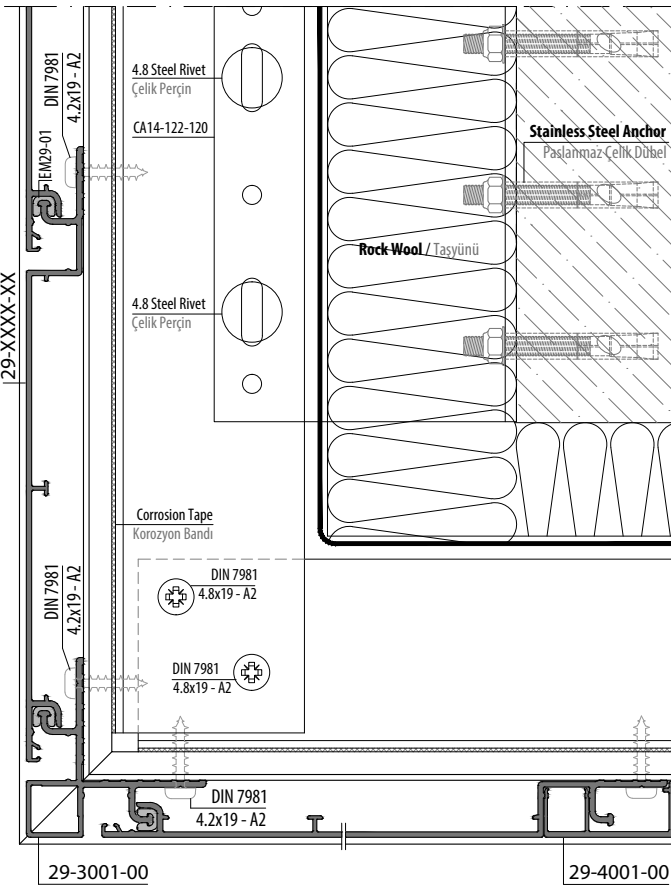 DIN 7981
4.2x19 - A2
4.8 Steel Rivet
Çelik Perçin
CA14-122-120
EM29-01
Stainless Steel Anchor
Paslanmaz Çelik Dübel
Rock Wool / Taşyünü
29-XXXX-XX
4.8 Steel Rivet
Çelik Perçin
Corrosion Tape
Korozyon Bandı
DIN 7981
4.2x19 - A2
DIN 7981
4.8x19 - A2
DIN 7981
4.8x19 - A2
DIN 7981
4.2x19 - A2
29-3001-00
29-4001-00